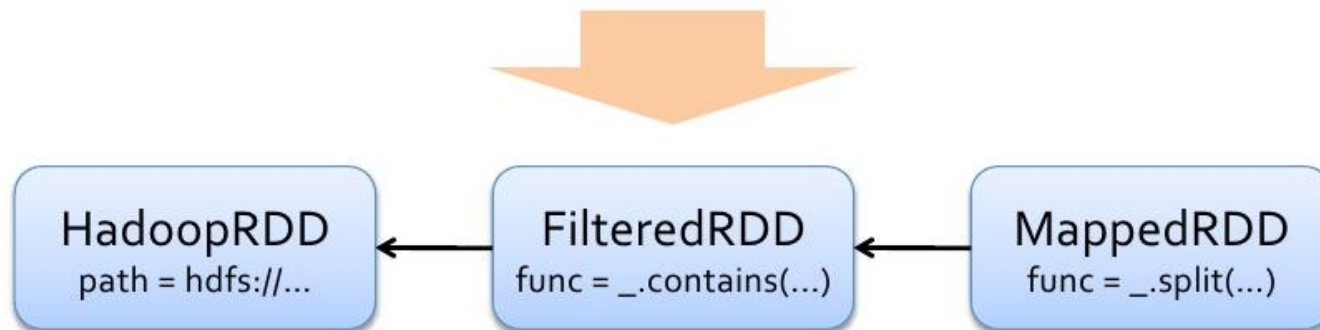 HadoopRDD
path = hdfs://...
FilteredRDD
func = _.contains(...)
MappedRDD
func = _.split(...)